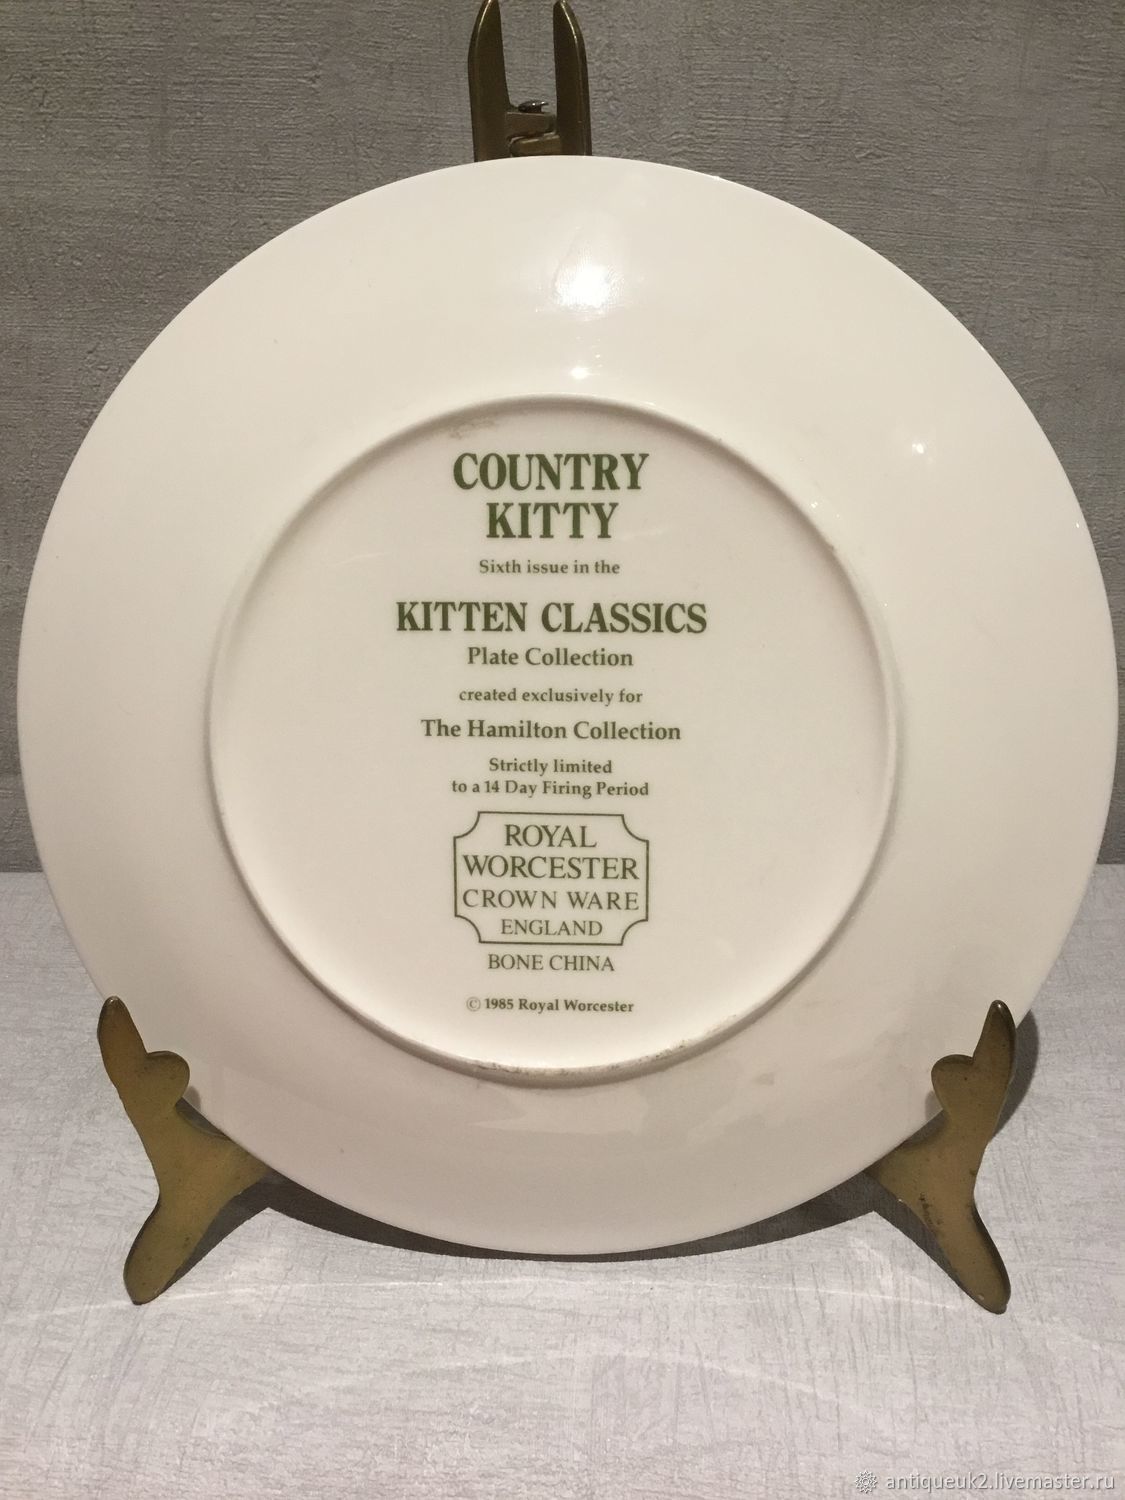 COUNTRY
KITTY
Sixth issue in the
KITTEN CLASSICS
Plate Collection
created exclusively for
The Hamilton Collection
Strictly limited
to a 14 Day Firing Period
ROYAL
WORCESTER
CROWN WARE
ENGLAND
BONE CHINA
© 1985 Royal Worcester
antiqueuk2.livemaster.ru